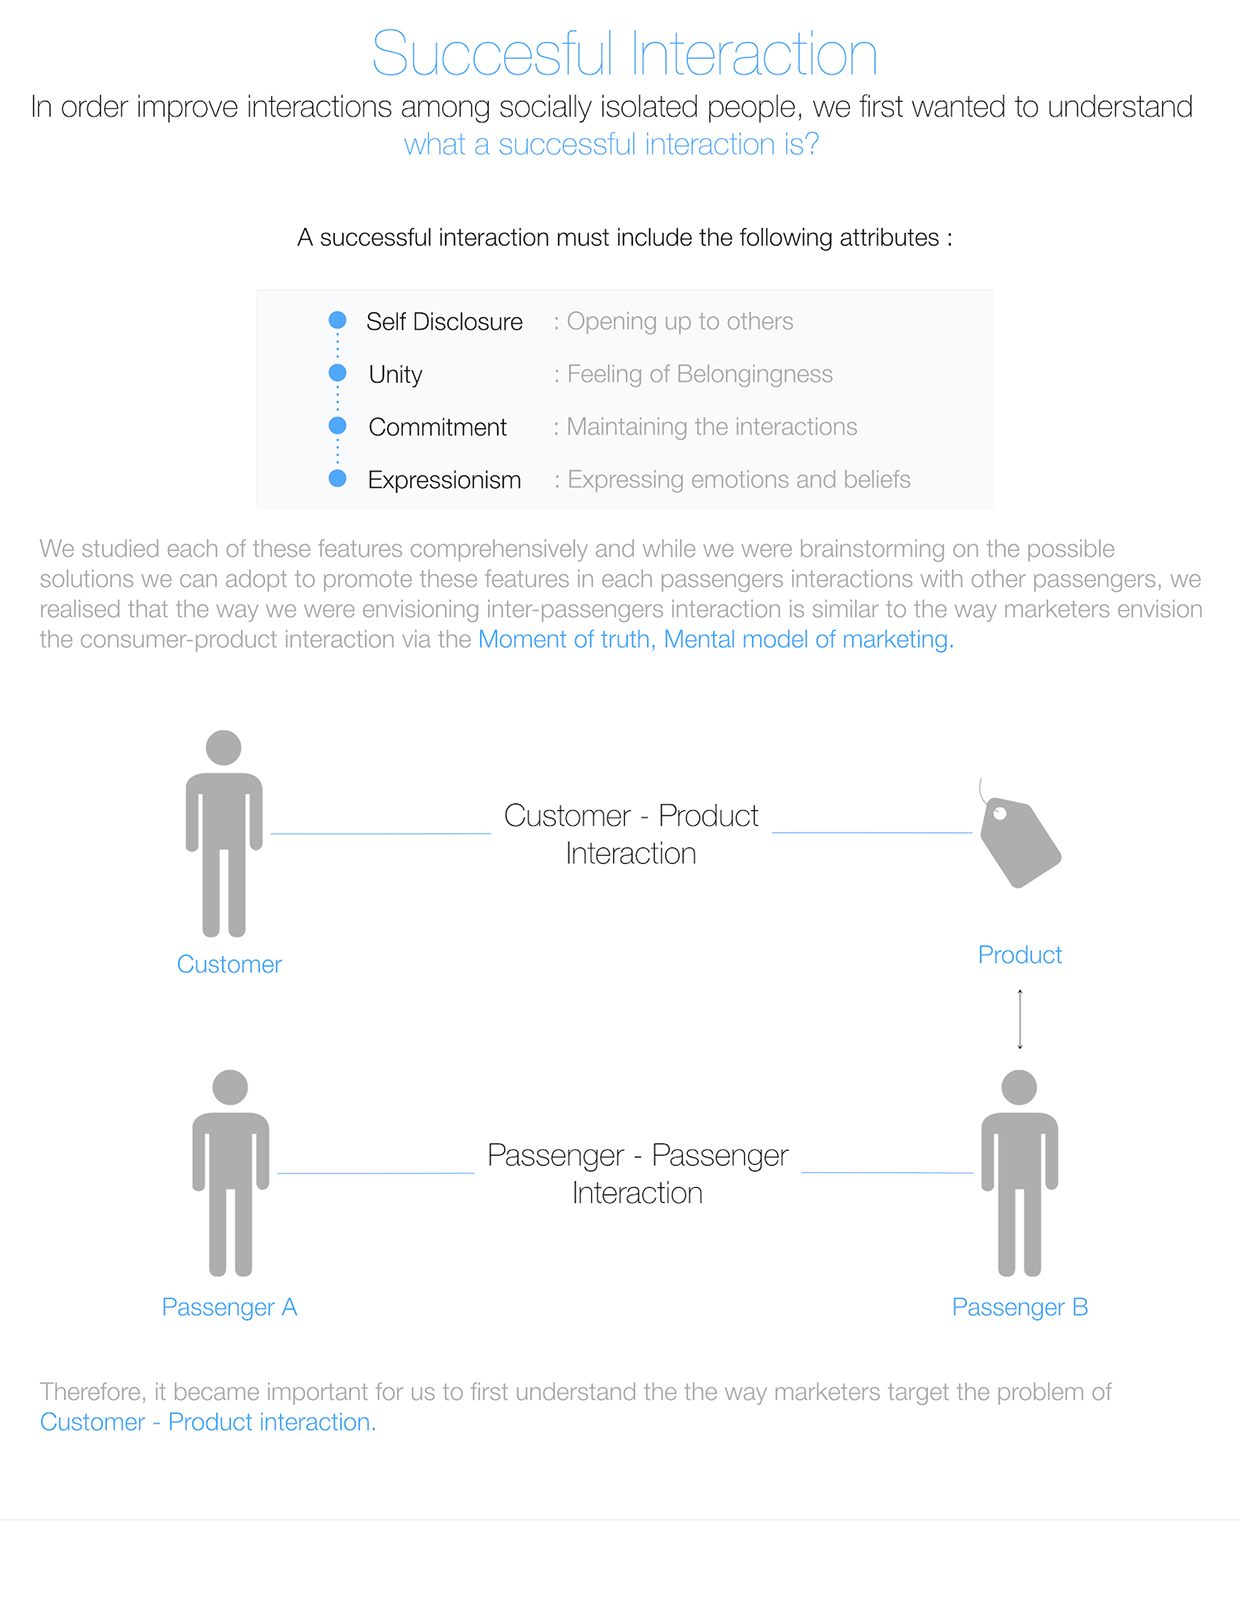 Succesful Interaction
In order improve interactions among socially isolated people, we first wanted to understand
what a successful interaction is?
A successful interaction must include the following attributes :
Self Disclosure : Opening up to others
Unity : Feeling of Belongingness
Commitment : Maintaining the interactions
Expressionism : Expressing emotions and beliefs
We studied each of these features comprehensively and while we were brainstorming on the possible
solutions we can adopt to promote these features in each passengers interactions with other passengers, we
realised that the way we were envisioning inter-passengers interaction is similar to the way marketers envision
the consumer-product interaction via the Moment of truth, Mental model of marketing.
Customer - Product
Interaction
Customer
Product
Passenger - Passenger
Interaction
Passenger A
Passenger B
Therefore, it became important for us to first understand the the way marketers target the problem of
Customer - Product interaction.